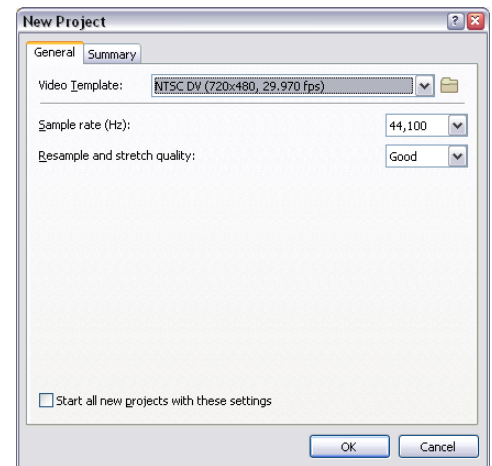 New Project
General Summary
Video Template: NTSC DV (720x480, 29.970 fps)
Sample rate (Hz): 44,100
Resample and stretch quality: Good
Start all new projects with these settings
OK Cancel